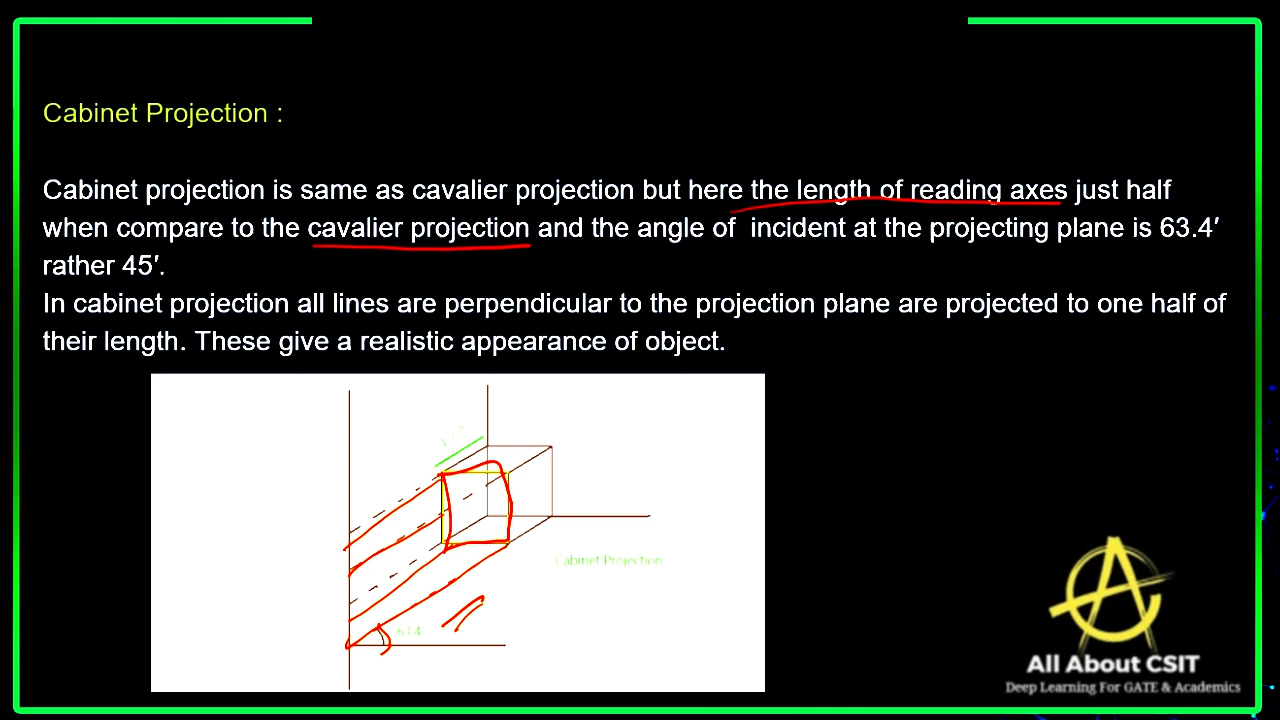 Cabinet Projection :
Cabinet projection is same as cavalier projection but here the length of reading axes just half
when compare to the cavalier projection and the angle of incident at the projecting plane is 63.4′
rather 45′.
In cabinet projection all lines are perpendicular to the projection plane are projected to one half of
their length. These give a realistic appearance of object.
Cabinet Projection
63.4
All About CSIT
Deep Learning For GATE & Academics